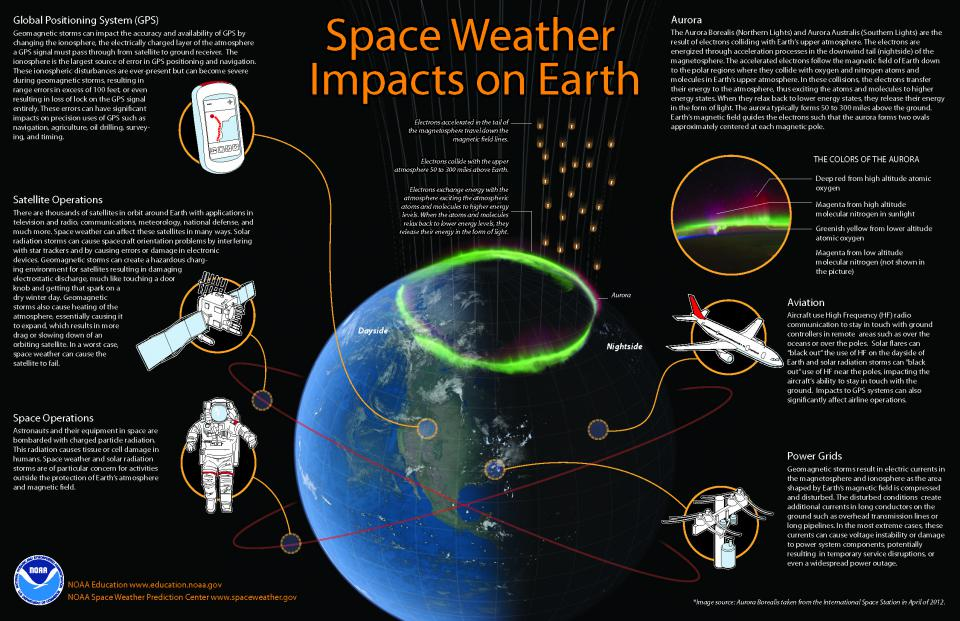 Space Weather
Impacts on Earth
Global Positioning System (GPS)
Geomagnetic storms can impact the accuracy and availability of GPS by
changing the ionosphere, the electrically charged layer of the atmosphere
a GPS signal must pass through from satellite to ground receiver. The
ionosphere is the largest source of error in GPS positioning and navigation.
These ionospheric disturbances are ever-present but can become severe
during geomagnetic storms, resulting in
range errors in excess of 100 feet, or even
resulting in loss of lock on the GPS signal
entirely. These errors can have significant
impacts on precision uses of GPS such as
navigation, agriculture, oil drilling, survey-
ing, and timing.
Satellite Operations
There are thousands of satellites in orbit around Earth with applications in
television and radio, communications, meteorology, national defense, and
much more. Space weather can affect these satellites in many ways. Solar
radiation storms can cause spacecraft orientation problems by interfering
with star trackers and by causing errors or damage in electronic
devices. Geomagnetic storms can create a hazardous charg-
ing environment for satellites resulting in damaging
electrostatic discharge, much like touching a door
knob and getting that spark on a
dry winter day. Geomagnetic
storms also cause heating of the
atmosphere, essentially causing it
to expand, which results in more
drag or slowing down of an
orbiting satellite. In a worst case,
space weather can cause the
satellite to fail.
Space Operations
Astronauts and their equipment in space are
bombarded with charged particle radiation.
This radiation causes tissue or cell damage in
humans. Space weather and solar radiation
storms are of particular concern for activities
outside the protection of Earth's atmosphere
and magnetic field.
NOAA
NOAA Education www.education.noaa.gov
NOAA Space Weather Prediction Center www.spaceweather.gov
Electrons accelerated in the tail of
the magnetosphere travel down the
magnetic field lines.
Electrons collide with the upper
atmosphere 50 to 300 miles above Earth.
Electrons exchange energy with the
atmosphere exciting the atmospheric
atoms and molecules to higher energy
levels. When the atoms and molecules
relax back to lower energy levels, they
release their energy in the form of light.
Aurora
Dayside
Nightside
Aurora
The Aurora Borealis (Northern Lights) and Aurora Australis (Southern Lights) are the
result of electrons colliding with Earth's upper atmosphere. The electrons are
energized through acceleration processes in the downwind tail (nightside) of the
magnetosphere. The accelerated electrons follow the magnetic field of Earth down
to the polar regions where they collide with oxygen and nitrogen atoms and
molecules in Earth's upper atmosphere. In these collisions, the electrons transfer
their energy to the atmosphere, thus exciting the atoms and molecules to higher
energy states. When they relax back to lower energy states, they release their energy
in the form of light. The aurora typically forms 50 to 300 miles above the ground.
Earth's magnetic field guides the electrons such that the aurora forms two ovals
approximately centered at each magnetic pole.
THE COLORS OF THE AURORA
Deep red from high altitude atomic
oxygen
Magenta from high altitude
molecular nitrogen in sunlight
Greenish yellow from lower altitude
atomic oxygen
Magenta from low altitude
molecular nitrogen (not shown in
the picture)
Aviation
Aircraft use High Frequency (HF) radio
communication to stay in touch with ground
controllers in remote areas such as over the
oceans or over the poles. Solar flares can
"black out" the use of HF on the dayside of
Earth and solar radiation storms can "black
out" use of HF near the poles, impacting the
aircraft's ability to stay in touch with the
ground. Impacts to GPS systems can also
significantly affect airline operations.
Power Grids
Geomagnetic storms result in electric currents in
the magnetosphere and ionosphere as the area
shaped by Earth's magnetic field is compressed
and disturbed. The disturbed conditions create
additional currents in long conductors on the
ground such as overhead transmission lines or
long pipelines. In the most extreme cases, these
currents can cause voltage instability or damage
to power system components, potentially
resulting in temporary service disruptions, or
even a widespread power outage.
*Image source: Aurora Borealis taken from the International Space Station in April of 2012.